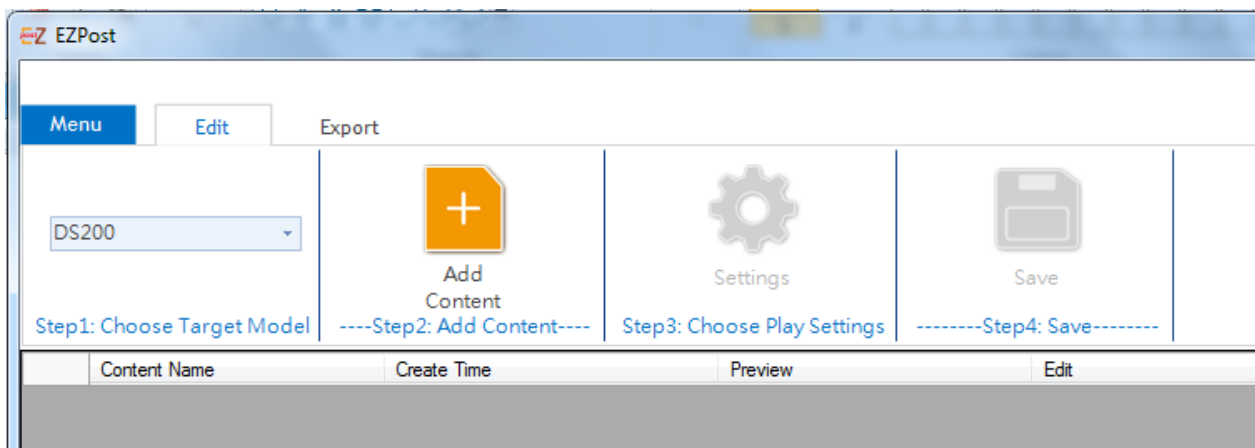 EZPost
Menu Edit Export
DS200
Add
Content
Settings
Save
Step1: Choose Target Model
----Step2: Add Content----
Step3: Choose Play Settings
--------Step4: Save--------
Content Name Create Time Preview Edit